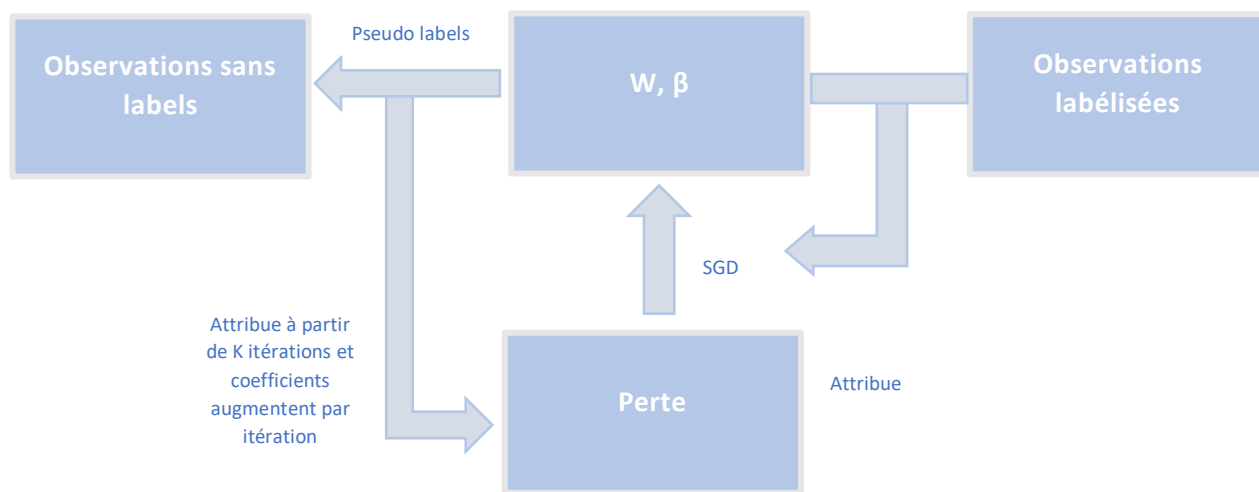 Pseudo labels
Observations sans
labels
W, β
Observations
labélisées
SGD
Attribue à partir
de K itérations et
coefficients
augmentent par
itération
Perte
Attribue